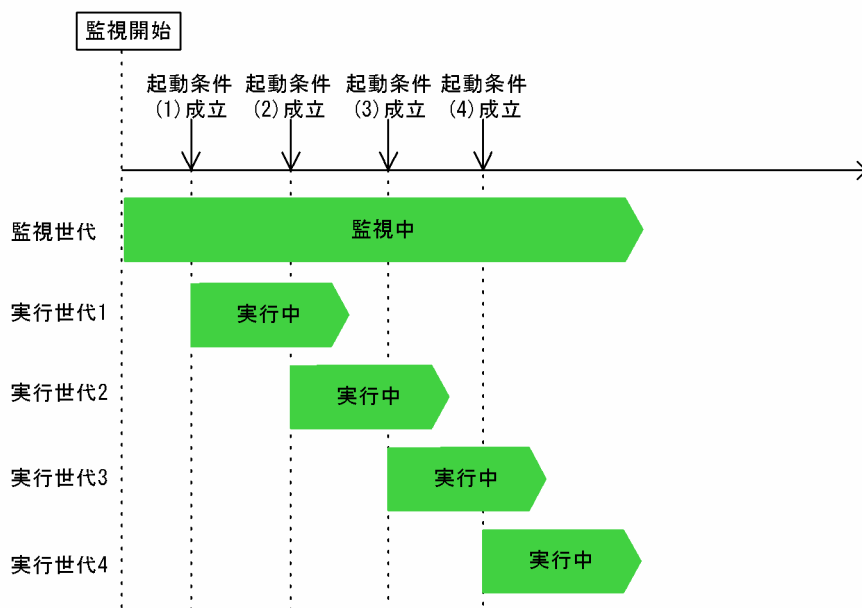 監視開始
起動条件 起動条件 起動条件 起動条件
(1)成立 (2)成立 (3)成立 (4)成立
監視世代 監視中
実行世代1 実行中
実行世代2 実行中
実行世代3 実行中
実行世代4 実行中